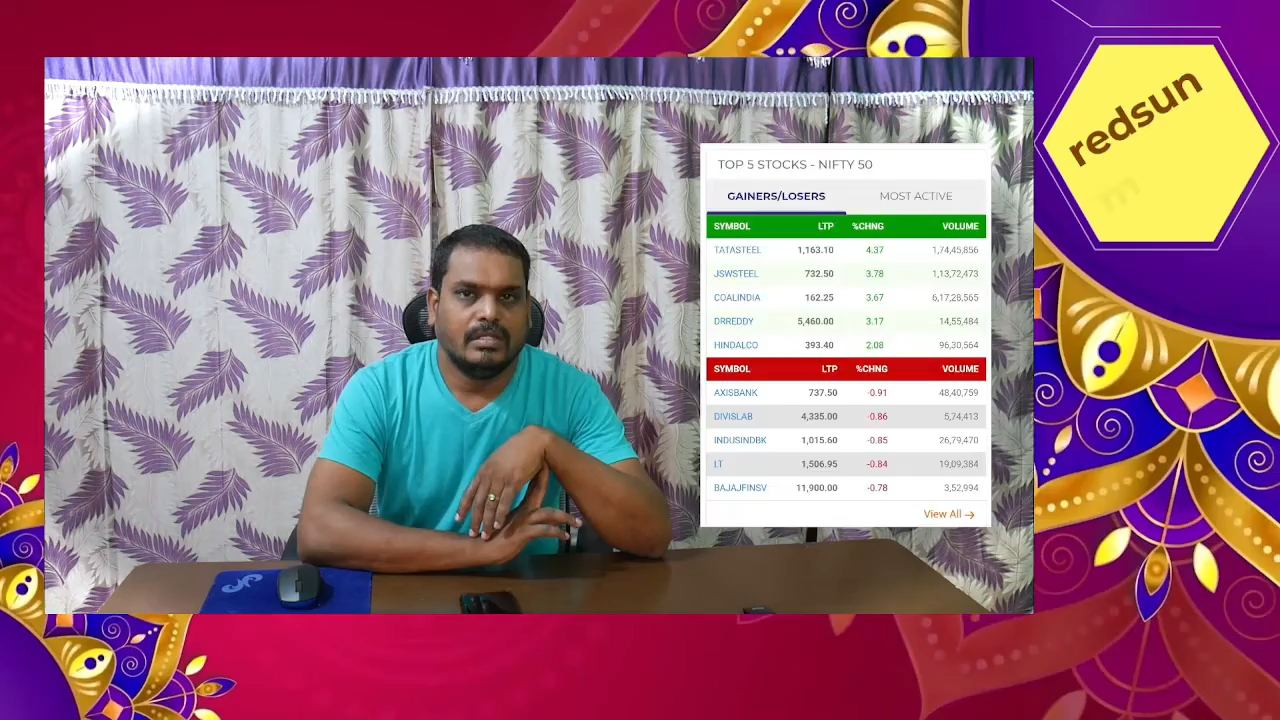 redsun
m
TOP 5 STOCKS - NIFTY 50
GAINERS/LOSERS MOST ACTIVE
SYMBOL LTP %CHNG VOLUME
TATASTEEL 1,163.10 4.37 1,74,45,856
JSWSTEEL 732.50 3.78 1,13,72,473
COALINDIA 162.25 3.67 6,17,28,565
DRREDDY 5,460.00 3.17 14,55,484
HINDALCO 393.40 2.08 96,30,564
SYMBOL LTP %CHNG VOLUME
AXISBANK 737.50 -0.91 48,40,759
DIVISLAB 4,335.00 -0.86 5,74,413
INDUSINDBK 1,015.60 -0.85 26,79,470
LT 1,506.95 -0.84 19,09,384
BAJAJFINSV 11,900.00 -0.78 3,52,994
View All →